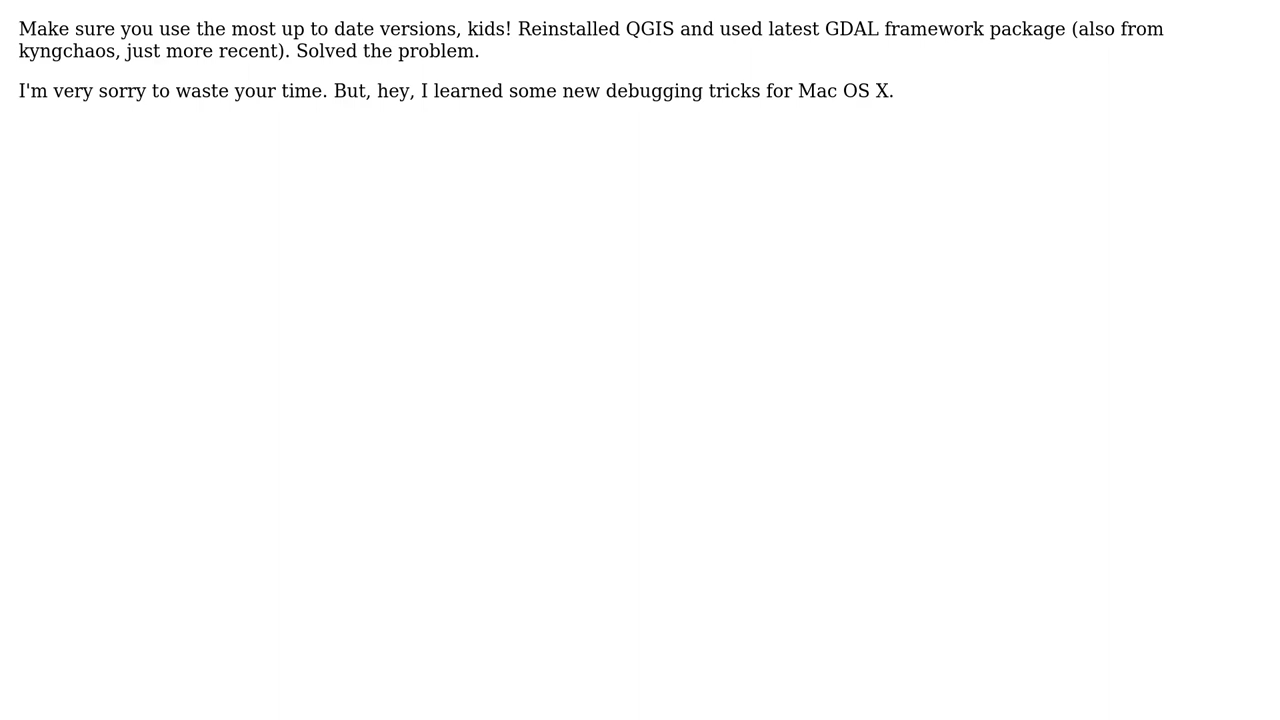 Make sure you use the most up to date versions, kids! Reinstalled QGIS and used latest GDAL framework package (also from
kyngchaos, just more recent). Solved the problem.
I'm very sorry to waste your time. But, hey, I learned some new debugging tricks for Mac OS X.